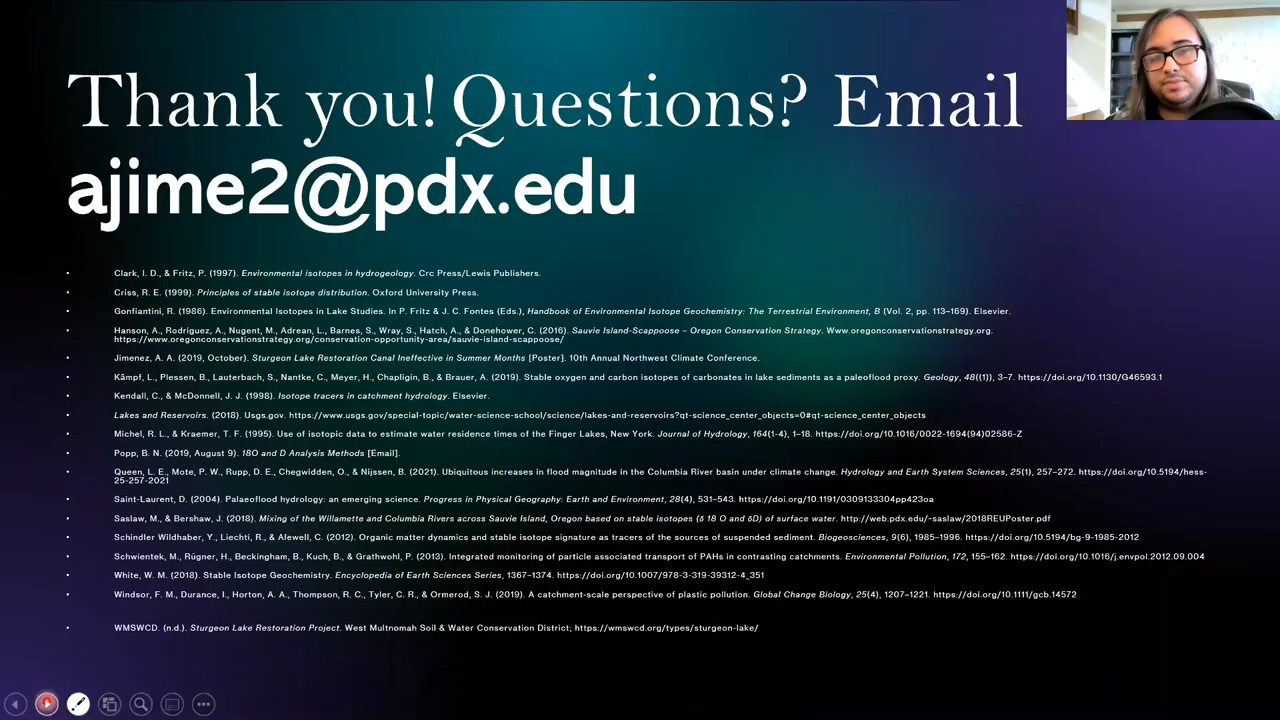 Thank you! Questions? Email
ajime2@pdx.edu
• Clark, I. D., & Fritz, P. (1997). Environmental isotopes in hydrogeology. Crc Press/Lewis Publishers.
• Criss, R. E. (1999). Principles of stable isotope distribution. Oxford University Press.
• Gonfiantini, R. (1986). Environmental Isotopes in Lake Studies. In P. Fritz & J. C. Fontes (Eds.), Handbook of Environmental Isotope Geochemistry: The Terrestrial Environment, B (Vol. 2, pp. 113–169). Elsevier.
• Hanson, A., Rodriguez, A., Nugent, M., Adrean, L., Barnes, S., Wray, S., Hatch, A., & Donehower, C. (2016). Sauvie Island-Scappoose – Oregon Conservation Strategy. Www.oregonconservationstrategy.org.
https://www.oregonconservationstrategy.org/conservation-opportunity-area/sauvie-island-scappoose/
• Jimenez, A. A. (2019, October). Sturgeon Lake Restoration Canal Ineffective in Summer Months [Poster]. 10th Annual Northwest Climate Conference.
• Kämpf, L., Plessen, B., Lauterbach, S., Nantke, C., Meyer, H., Chapligin, B., & Brauer, A. (2019). Stable oxygen and carbon isotopes of carbonates in lake sediments as a paleoflood proxy. Geology, 48((1)), 3–7. https://doi.org/10.1130/G46593.1
• Kendall, C., & McDonnell, J. J. (1998). Isotope tracers in catchment hydrology. Elsevier.
• Lakes and Reservoirs. (2018). Usgs.gov. https://www.usgs.gov/special-topic/water-science-school/science/lakes-and-reservoirs?qt-science_center_objects=0#qt-science_center_objects
• Michel, R. L., & Kraemer, T. F. (1995). Use of isotopic data to estimate water residence times of the Finger Lakes, New York. Journal of Hydrology, 164(1-4), 1–18. https://doi.org/10.1016/0022-1694(94)02586-Z
• Popp, B. N. (2019, August 9). 18O and D Analysis Methods [Email].
• Queen, L. E., Mote, P. W., Rupp, D. E., Chegwidden, O., & Nijssen, B. (2021). Ubiquitous increases in flood magnitude in the Columbia River basin under climate change. Hydrology and Earth System Sciences, 25(1), 257–272. https://doi.org/10.5194/hess-
25-257-2021
• Saint-Laurent, D. (2004). Palaeoflood hydrology: an emerging science. Progress in Physical Geography: Earth and Environment, 28(4), 531–543. https://doi.org/10.1191/0309133304pp423oa
• Saslaw, M., & Bershaw, J. (2018). Mixing of the Willamette and Columbia Rivers across Sauvie Island, Oregon based on stable isotopes (δ 18 O and δD) of surface water. http://web.pdx.edu/~saslaw/2018REUPoster.pdf
• Schindler Wildhaber, Y., Liechti, R., & Alewell, C. (2012). Organic matter dynamics and stable isotope signature as tracers of the sources of suspended sediment. Biogeosciences, 9(6), 1985–1996. https://doi.org/10.5194/bg-9-1985-2012
• Schwientek, M., Rügner, H., Beckingham, B., Kuch, B., & Grathwohl, P. (2013). Integrated monitoring of particle associated transport of PAHs in contrasting catchments. Environmental Pollution, 172, 155–162. https://doi.org/10.1016/j.envpol.2012.09.004
• White, W. M. (2018). Stable Isotope Geochemistry. Encyclopedia of Earth Sciences Series, 1367–1374. https://doi.org/10.1007/978-3-319-39312-4_351
• Windsor, F. M., Durance, I., Horton, A. A., Thompson, R. C., Tyler, C. R., & Ormerod, S. J. (2019). A catchment-scale perspective of plastic pollution. Global Change Biology, 25(4), 1207–1221. https://doi.org/10.1111/gcb.14572
• WMSWCD. (n.d.). Sturgeon Lake Restoration Project. West Multnomah Soil & Water Conservation District; https://wmswcd.org/types/sturgeon-lake/